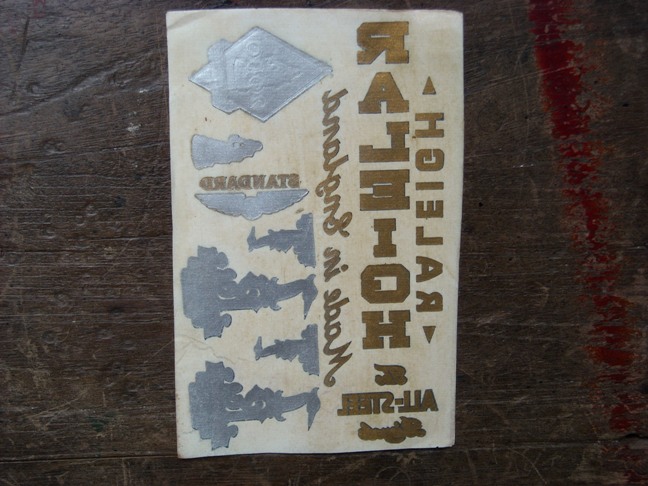 RALEIGH
RALEIGH
Made in England
STANDARD
ALL-STEEL